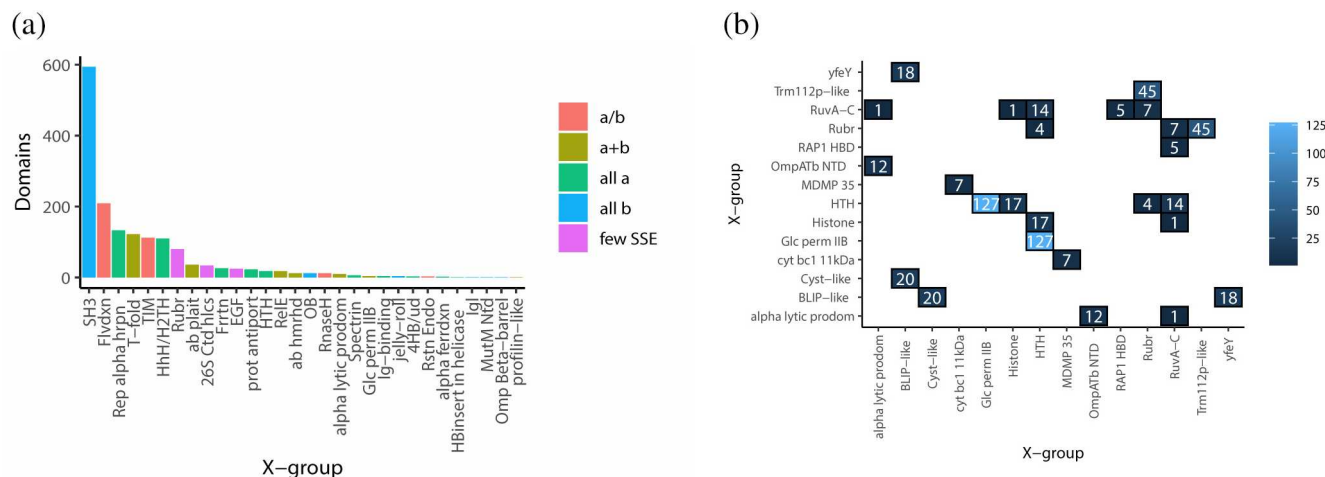 (a)
600
400
200
0
Domains
SH3
Flvdxn
Rep alpha hrpn
T-fold
TIM
HhH/H2TH
Rubr
ab plait
26S Ctd hlcs
Frrtn
EGF
prot antiport
HTH
RelE
ab hmrhd
OB
RnaseH
alpha lytic prodom
Spectrin
Glc perm IIB
Ig-binding
jelly-roll
4HB/ud
Rstn Endo
alpha ferrdxn
HBinsert in helicase
IgI
MutM Ntd
Omp Beta-barrel
profilin-like
X-group
a/b
a+b
all a
all b
few SSE
(b)
X-group
yfeY 18
Trm112p-like 45
RuvA-C 1 1 14 5 7
Rubr 4 7 45
RAP1 HBD 5
OmpATb NTD 12
MDMP 35 7
HTH 127 17 4 14
Histone 17 1
Glc perm IIB 127
cyt bc1 11kDa 7
Cyst-like 20
BLIP-like 20 18
alpha lytic prodom 12 1
alpha lytic prodom
BLIP-like
Cyst-like
cyt bc1 11kDa
Glc perm IIB
Histone
HTH
MDMP 35
OmpATb NTD
RAP1 HBD
Rubr
RuvA-C
Trm112p-like
yfeY
X-group
125
100
75
50
25